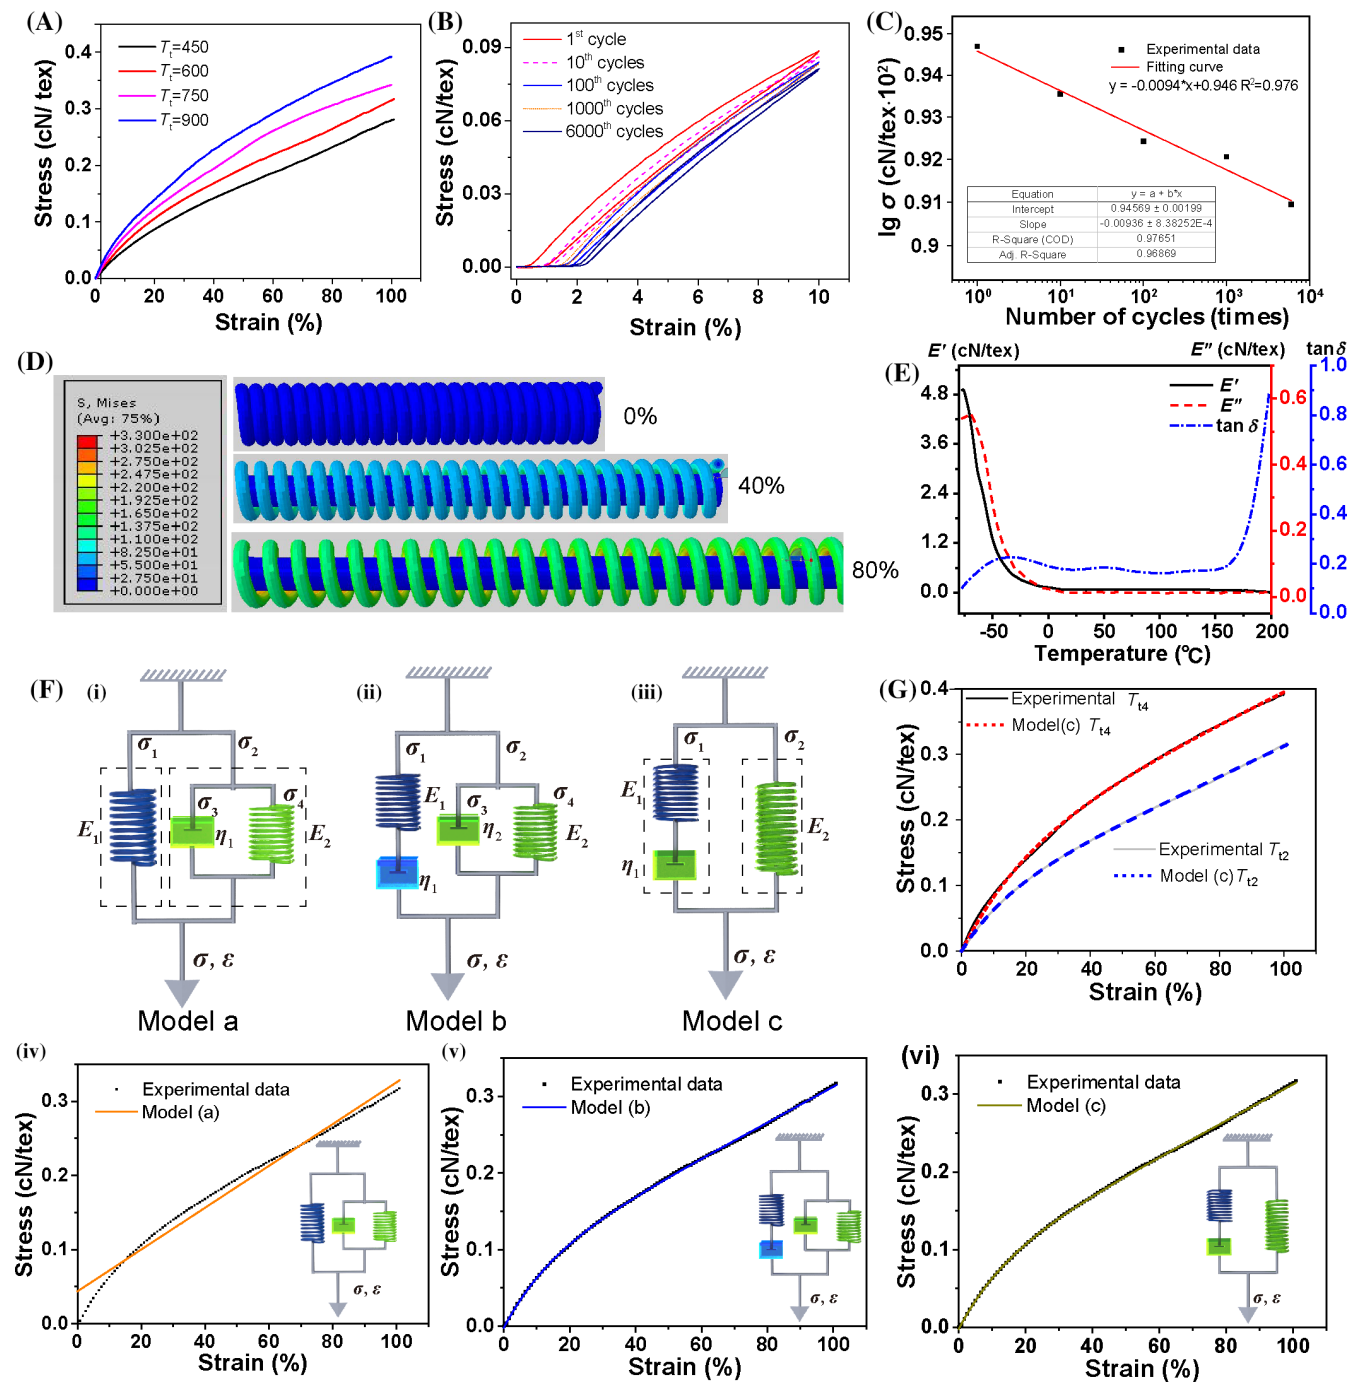 (A)
Stress (cN/ tex)
0.4
0.3
0.2
0.1
0.0
Tt=450
Tt=600
Tt=750
Tt=900
0 20 40 60 80 100
Strain (%)
(B)
Stress (cN/tex)
0.09
0.06
0.03
0.00
1st cycle
10th cycles
100th cycles
1000th cycles
6000th cycles
0 2 4 6 8 10
Strain (%)
(C)
lg σ (cN/tex·10²)
0.95
0.94
0.93
0.92
0.91
0.9
Experimental data
Fitting curve
y = -0.0094*x+0.946 R²=0.976
Equation y = a + b*x
Intercept 0.94569 ± 0.00199
Slope -0.00936 ± 8.38252E-4
R-Square (COD) 0.97651
Adj. R-Square 0.96869
10⁰ 10¹ 10² 10³ 10⁴
Number of cycles (times)
(D)
S, Mises
(Avg: 75%)
+3.300e+02
+3.025e+02
+2.750e+02
+2.475e+02
+2.200e+02
+1.925e+02
+1.650e+02
+1.375e+02
+1.100e+02
+8.250e+01
+5.500e+01
+2.750e+01
+0.000e+00
0%
40%
80%
(E)
E′ (cN/tex)
E″ (cN/tex)
tan δ
4.8
3.6
2.4
1.2
0.0
E′
E″
tan δ
0.6
0.4
0.2
0.0
1.0
0.8
0.6
0.4
0.2
0.0
-50 0 50 100 150 200
Temperature (℃)
(F)
(i)
σ1
σ2
σ3
σ4
E1
η1
E2
σ, ε
Model a
(ii)
σ1
σ2
E1
σ3
σ4
η2
E2
η1
σ, ε
Model b
(iii)
σ1
σ2
E1
E2
η1
σ, ε
Model c
(G)
Stress (cN/tex)
0.4
0.3
0.2
0.1
0.0
Experimental Tt4
Model(c) Tt4
Experimental Tt2
Model (c) Tt2
0 20 40 60 80 100
Strain (%)
(iv)
Stress (cN/tex)
0.3
0.2
0.1
0.0
Experimental data
Model (a)
σ, ε
0 20 40 60 80 100
Strain (%)
(v)
Stress (cN/tex)
0.3
0.2
0.1
0.0
Experimental data
Model (b)
σ, ε
0 20 40 60 80 100
Strain (%)
(vi)
Stress (cN/tex)
0.3
0.2
0.1
0.0
Experimental data
Model (c)
σ, ε
0 20 40 60 80 100
Strain (%)